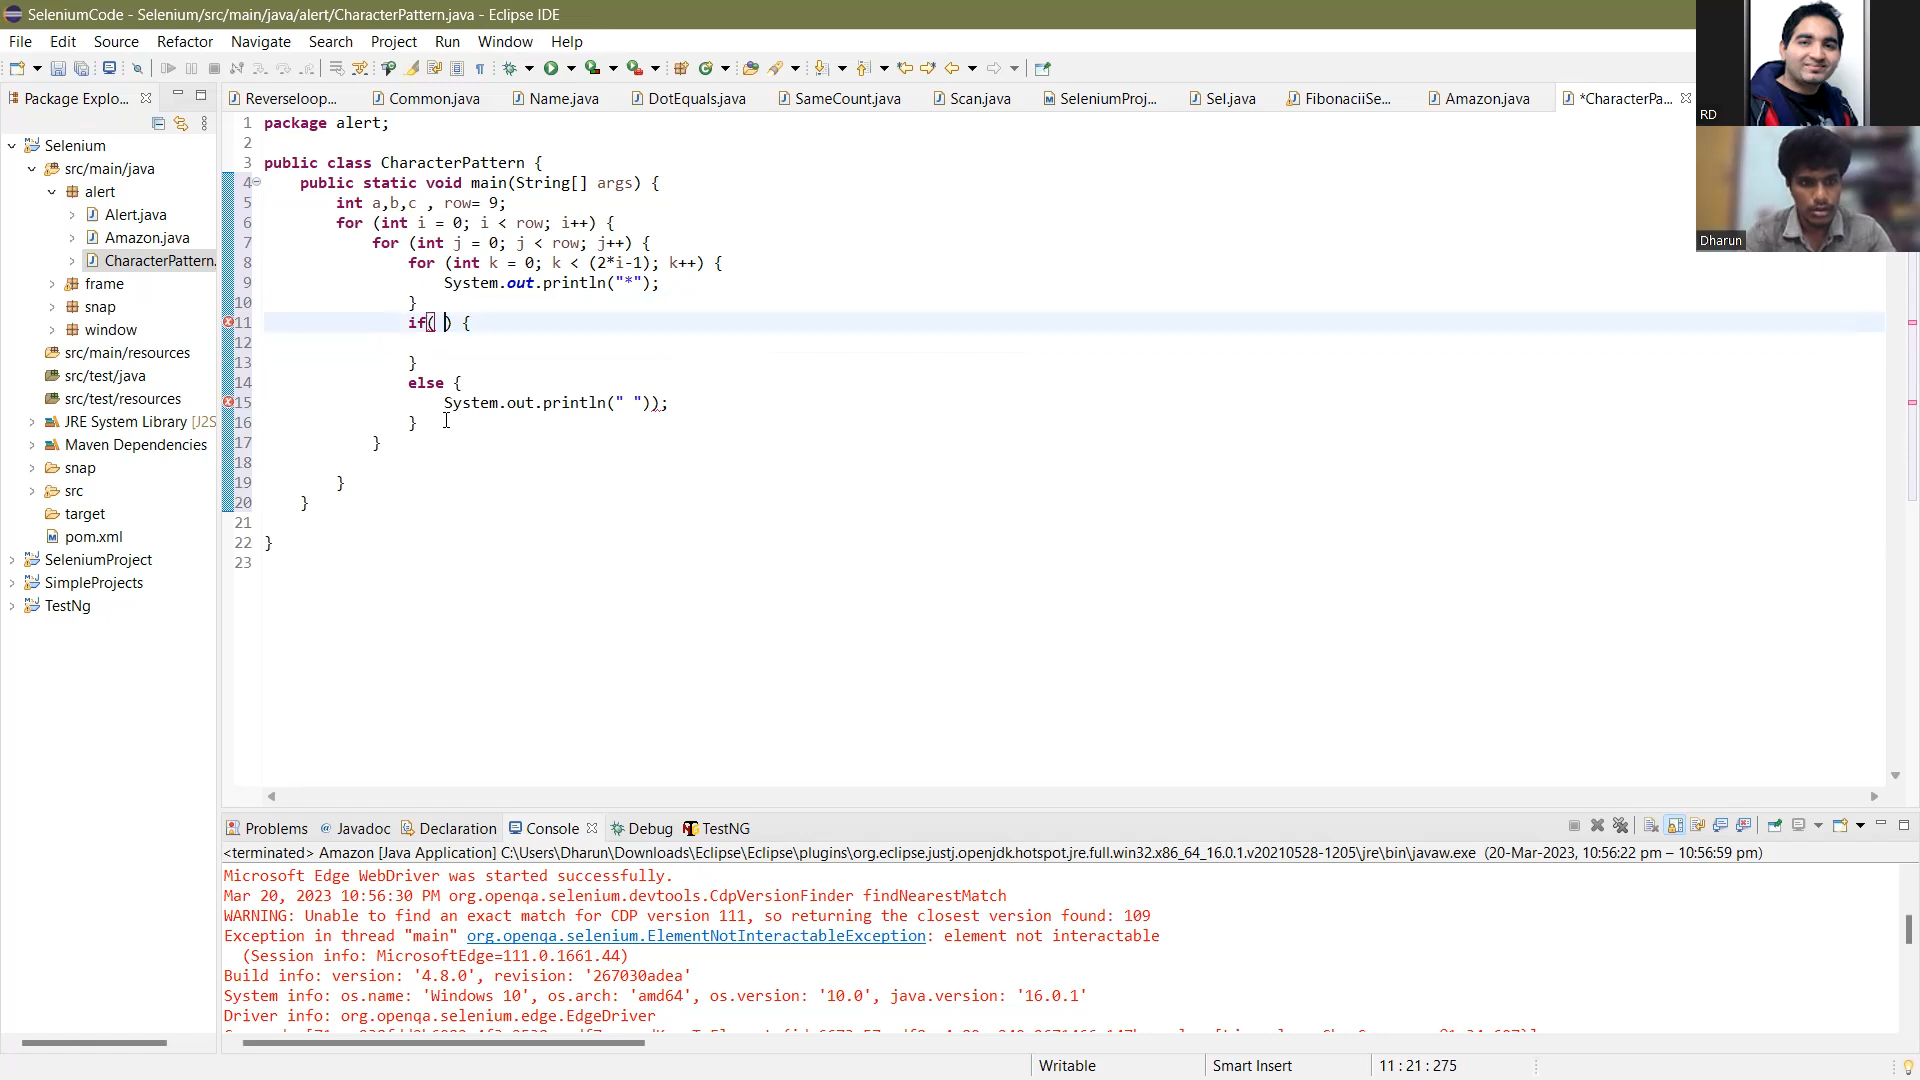 SeleniumCode - Selenium/src/main/java/alert/CharacterPattern.java - Eclipse IDE
File Edit Source Refactor Navigate Search Project Run Window Help
Package Explo...
Reverseloop... Common.java Name.java DotEquals.java SameCount.java Scan.java SeleniumProj... Sel.java FibonaciiSe... Amazon.java *CharacterPa...
RD
Dharun
Selenium
src/main/java
alert
Alert.java
Amazon.java
CharacterPattern.
frame
snap
window
src/main/resources
src/test/java
src/test/resources
JRE System Library [J2S
Maven Dependencies
snap
src
target
pom.xml
SeleniumProject
SimpleProjects
TestNg
1 package alert;
2
3 public class CharacterPattern {
4 public static void main(String[] args) {
5 int a,b,c , row= 9;
6 for (int i = 0; i < row; i++) {
7 for (int j = 0; j < row; j++) {
8 for (int k = 0; k < (2*i-1); k++) {
9 System.out.println("*");
10 }
11 if( ) {
12
13 }
14 else {
15 System.out.println(" "));
16 }
17 }
18
19 }
20 }
21
22 }
23
Problems Javadoc Declaration Console Debug TestNG
<terminated> Amazon [Java Application] C:\Users\Dharun\Downloads\Eclipse\Eclipse\plugins\org.eclipse.justj.openjdk.hotspot.jre.full.win32.x86_64_16.0.1.v20210528-1205\jre\bin\javaw.exe (20-Mar-2023, 10:56:22 pm – 10:56:59 pm)
Microsoft Edge WebDriver was started successfully.
Mar 20, 2023 10:56:30 PM org.openqa.selenium.devtools.CdpVersionFinder findNearestMatch
WARNING: Unable to find an exact match for CDP version 111, so returning the closest version found: 109
Exception in thread "main" org.openqa.selenium.ElementNotInteractableException: element not interactable
(Session info: MicrosoftEdge=111.0.1661.44)
Build info: version: '4.8.0', revision: '267030adea'
System info: os.name: 'Windows 10', os.arch: 'amd64', os.version: '10.0', java.version: '16.0.1'
Driver info: org.openqa.selenium.edge.EdgeDriver
Writable Smart Insert 11 : 21 : 275